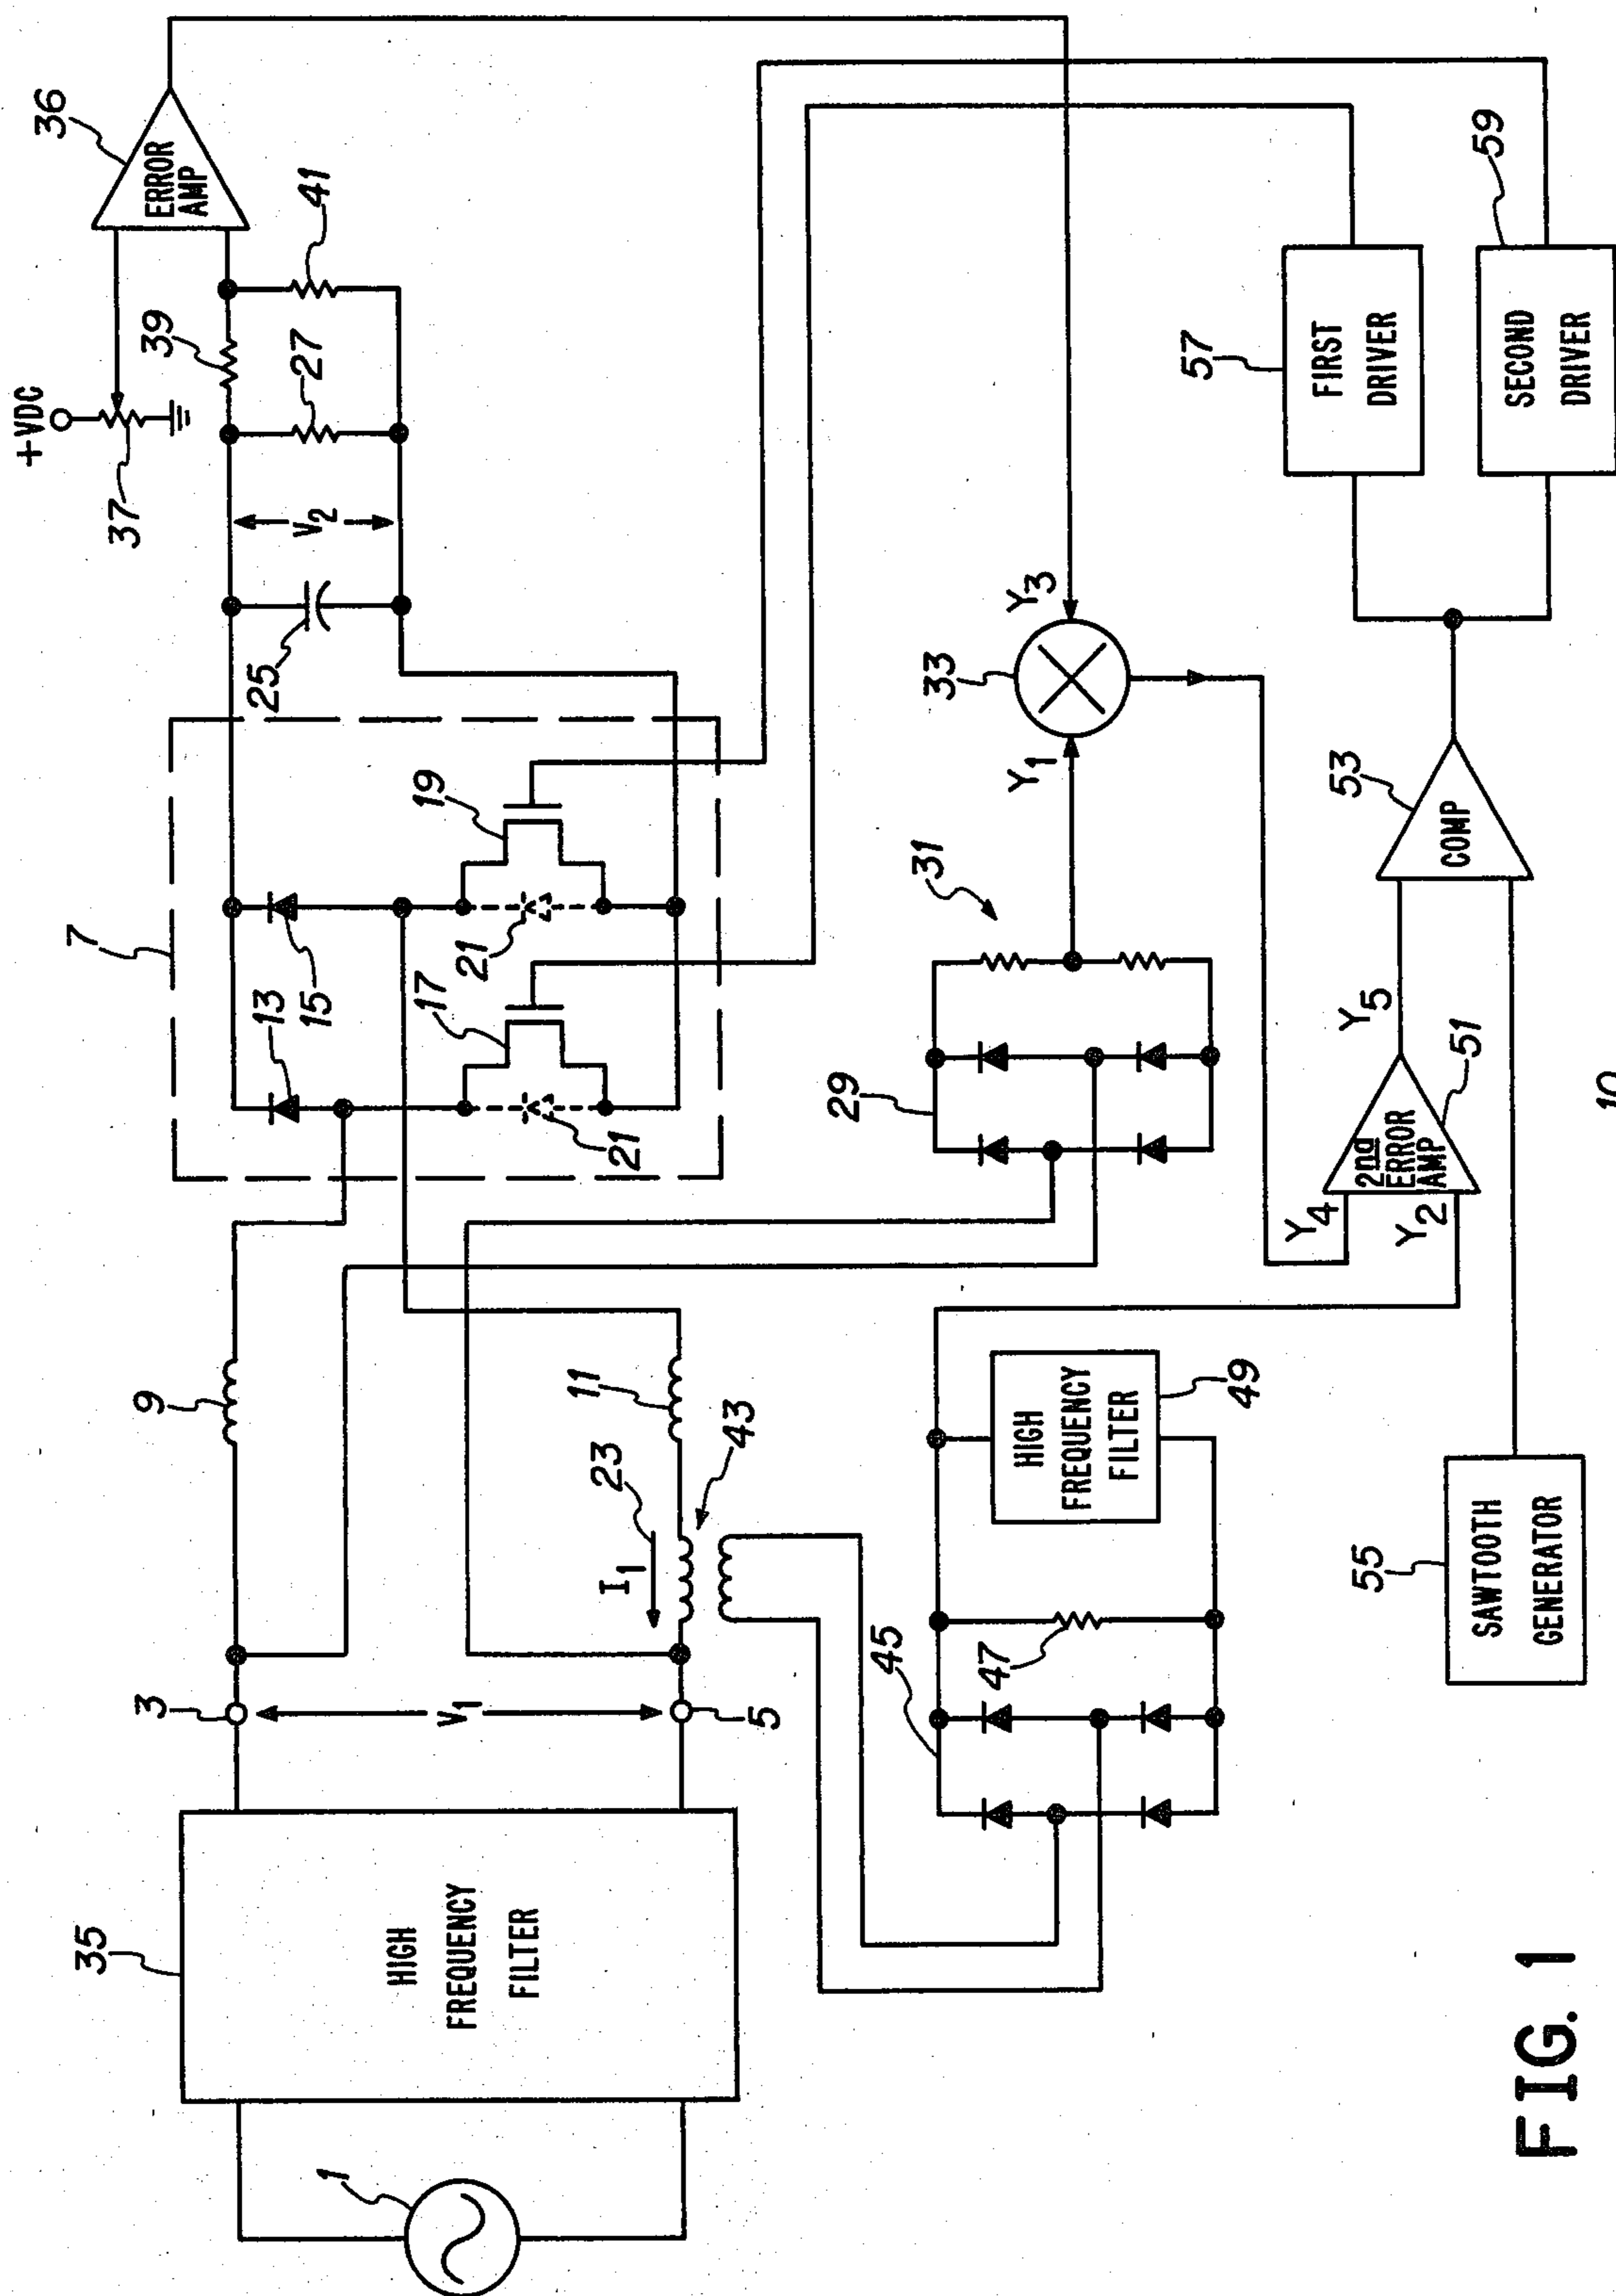 +VDC
36
ERROR
AMP
37
39
41
27
V2
25
7
13
15
17
19
21
21
9
11
23
I1
43
3
V1
5
35
HIGH
FREQUENCY
FILTER
1
33
Y1
Y3
31
29
57
FIRST
DRIVER
59
SECOND
DRIVER
53
COMP
Y5
51
2nd
ERROR
AMP
Y4
Y2
49
HIGH
FREQUENCY
FILTER
45
47
55
SAWTOOTH
GENERATOR
FIG. 1
10